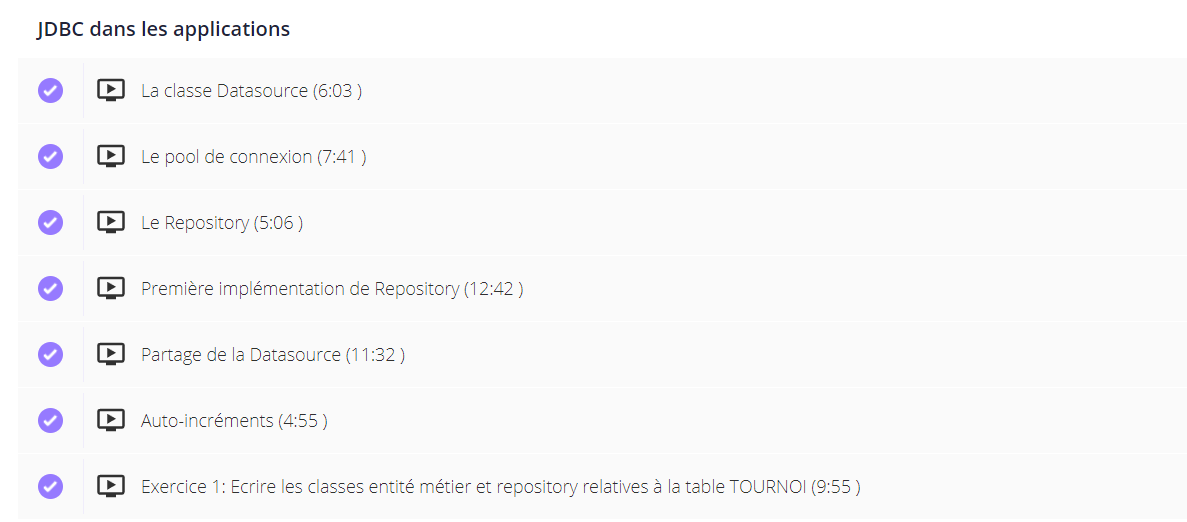 JDBC dans les applications
La classe Datasource (6:03 )
Le pool de connexion (7:41 )
Le Repository (5:06 )
Première implémentation de Repository (12:42 )
Partage de la Datasource (11:32 )
Auto-incréments (4:55 )
Exercice 1: Ecrire les classes entité métier et repository relatives à la table TOURNOI (9:55 )